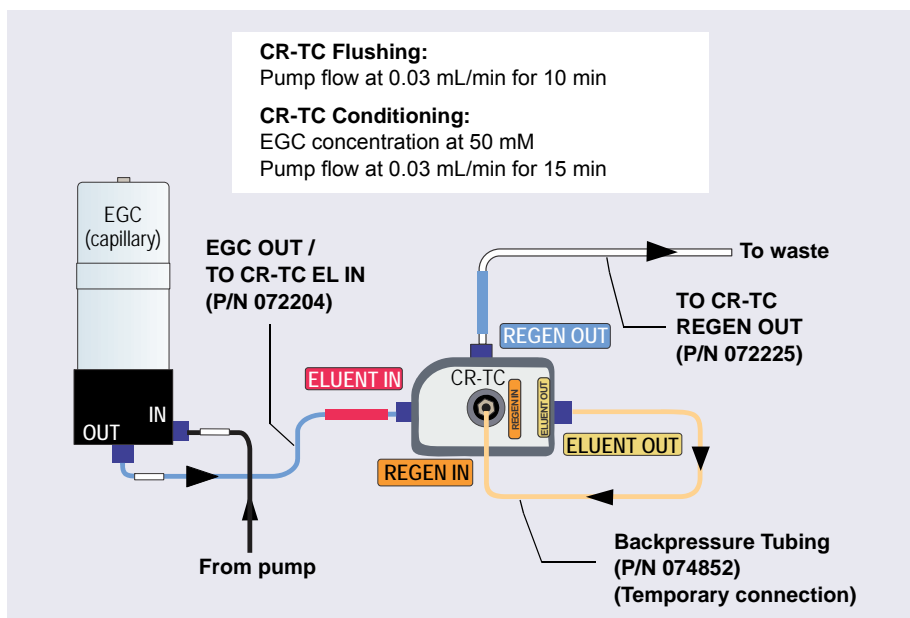 CR-TC Flushing:
Pump flow at 0.03 mL/min for 10 min
CR-TC Conditioning:
EGC concentration at 50 mM
Pump flow at 0.03 mL/min for 15 min
EGC
(capillary)
EGC OUT /
TO CR-TC EL IN
(P/N 072204)
To waste
TO CR-TC
REGEN OUT
(P/N 072225)
REGEN OUT
ELUENT IN
CR-TC
REGEN IN
ELUENT OUT
IN
OUT
ELUENT OUT
REGEN IN
From pump
Backpressure Tubing
(P/N 074852)
(Temporary connection)